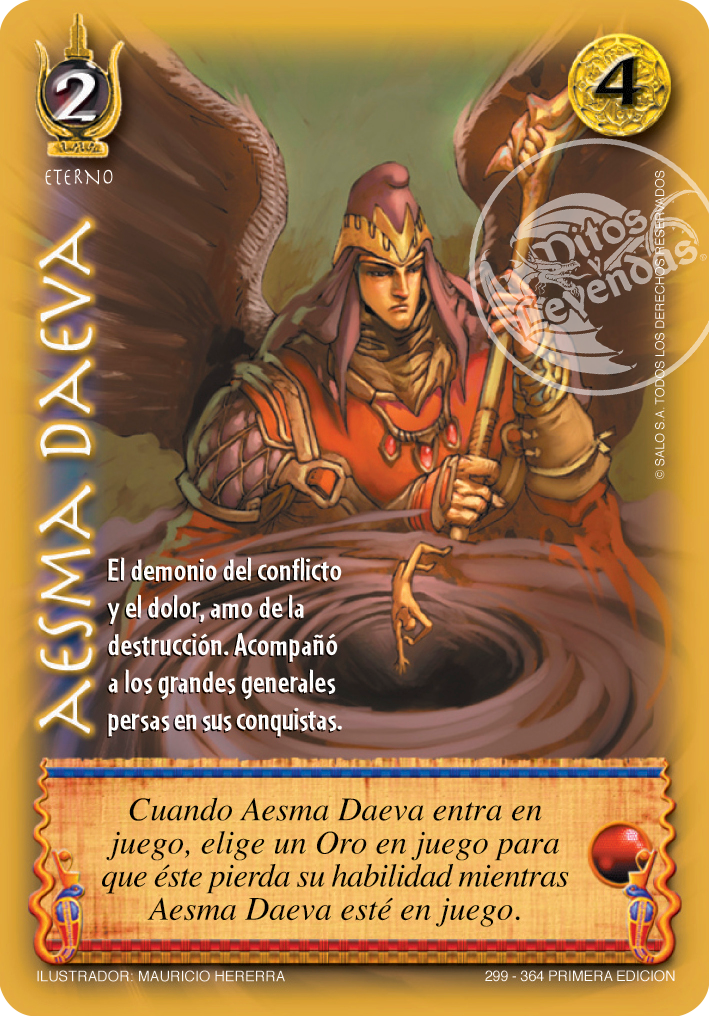 2
4
ETERNO
Mitos
y
Leyendas
©
© SALO S.A. TODOS LOS DERECHOS RESERVADOS
AESMA DAEVA
El demonio del conflicto
y el dolor, amo de la
destrucción. Acompañó
a los grandes generales
persas en sus conquistas.
Cuando Aesma Daeva entra en
juego, elige un Oro en juego para
que éste pierda su habilidad mientras
Aesma Daeva esté en juego.
ILUSTRADOR: MAURICIO HERERRA
299 - 364 PRIMERA EDICION